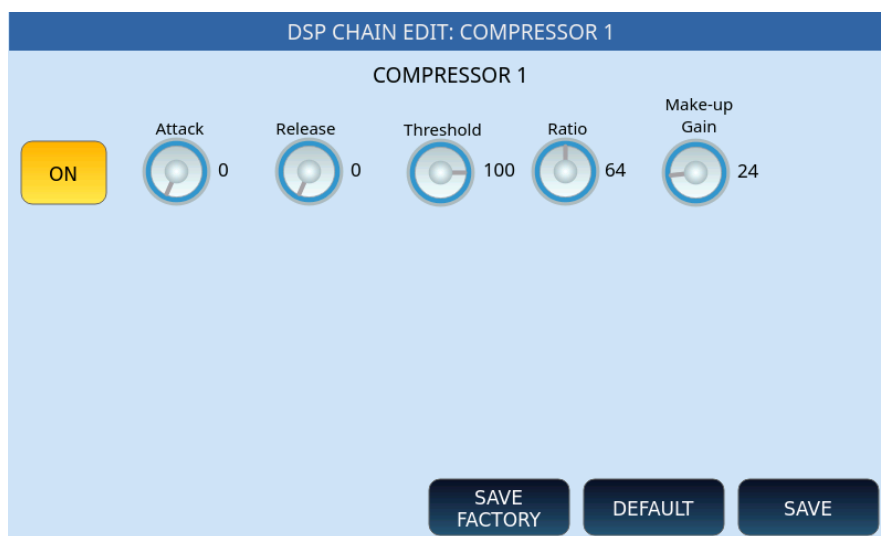 DSP CHAIN EDIT: COMPRESSOR 1
COMPRESSOR 1
ON
Attack
0
Release
0
Threshold
100
Ratio
64
Make-up
Gain
24
SAVE
FACTORY
DEFAULT
SAVE